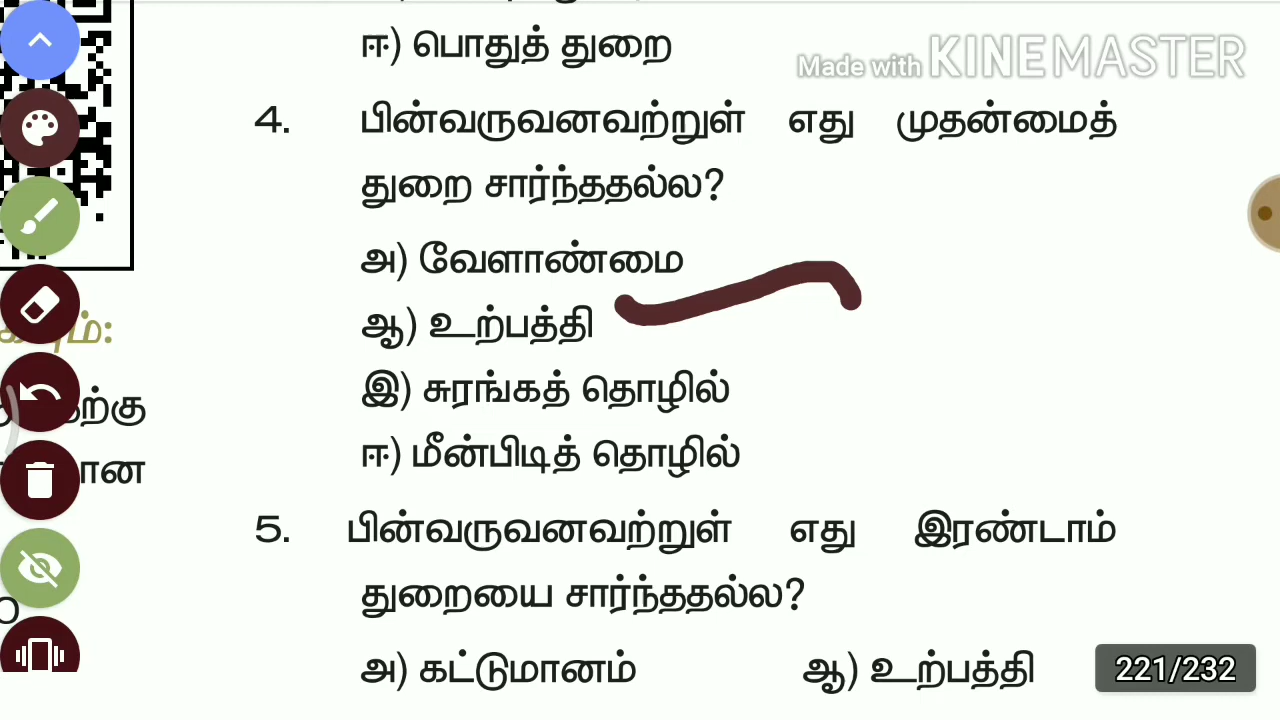 ஈ) பொதுத் துறை
Made with KINEMASTER
4. பின்வருவனவற்றுள் எது முதன்மைத்
துறை சார்ந்ததல்ல?
அ) வேளாண்மை
ஆ) உற்பத்தி
இ) சுரங்கத் தொழில்
ஈ) மீன்பிடித் தொழில்
5. பின்வருவனவற்றுள் எது இரண்டாம்
துறையை சார்ந்ததல்ல?
அ) கட்டுமானம் ஆ) உற்பத்தி
221/232